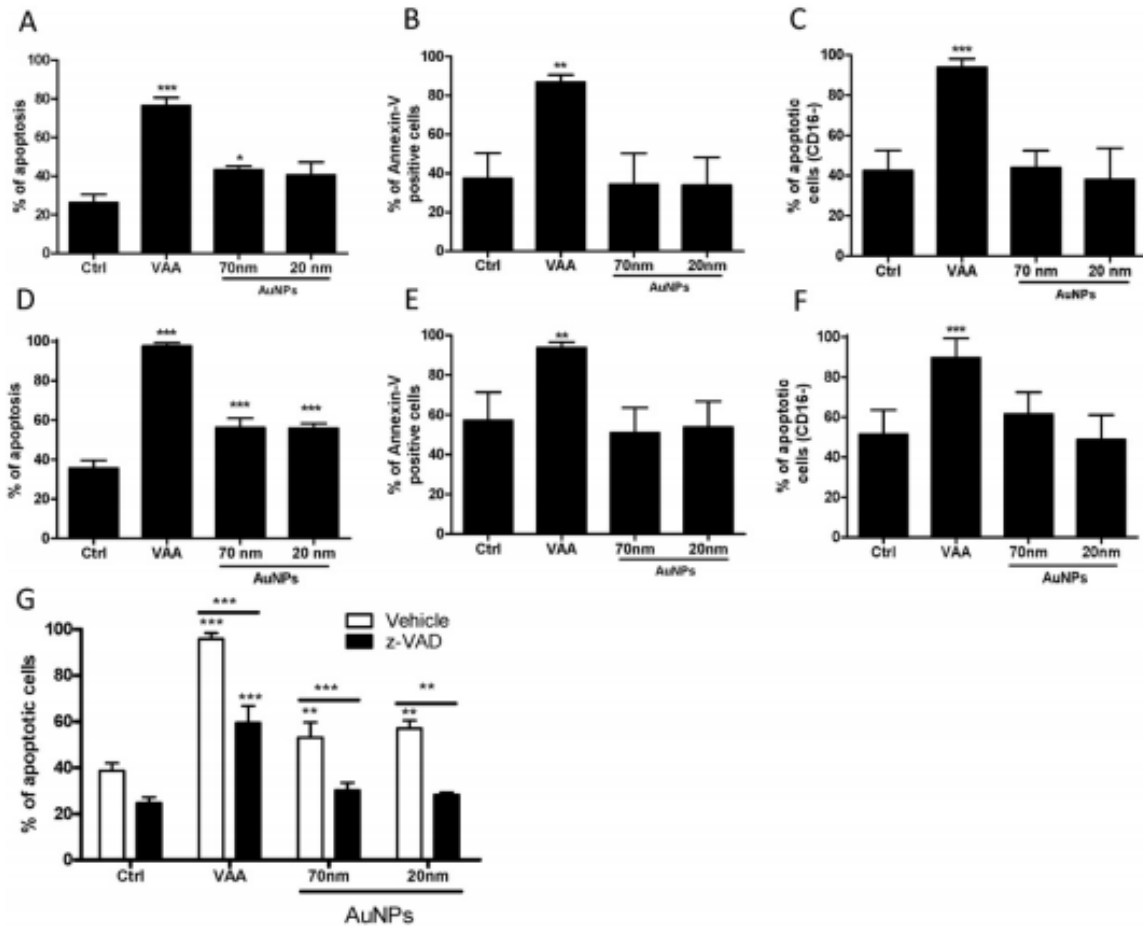 A
% of apoptosis
100
80
60
40
20
0
***
*
Ctrl VAA 70nm 20 nm
AuNPs
B
% of Annexin-V
positive cells
100
80
60
40
20
0
**
Ctrl VAA 70nm 20nm
AuNPs
C
% of apoptotic
cells (CD16-)
100
80
60
40
20
0
***
Ctrl VAA 70 nm 20 nm
AuNPs
D
% of apoptosis
100
80
60
40
20
0
***
*** ***
Ctrl VAA 70 nm 20 nm
AuNPs
E
% of Annexin-V
positive cells
100
80
60
40
20
0
**
Ctrl VAA 70nm 20nm
AuNPs
F
% of apoptotic
cells (CD16-)
100
80
60
40
20
0
***
Ctrl VAA 70nm 20nm
AuNPs
G
% of apoptotic cells
100
80
60
40
20
0
Vehicle
z-VAD
***
***
***
***
**
**
**
Ctrl VAA 70nm 20nm
AuNPs